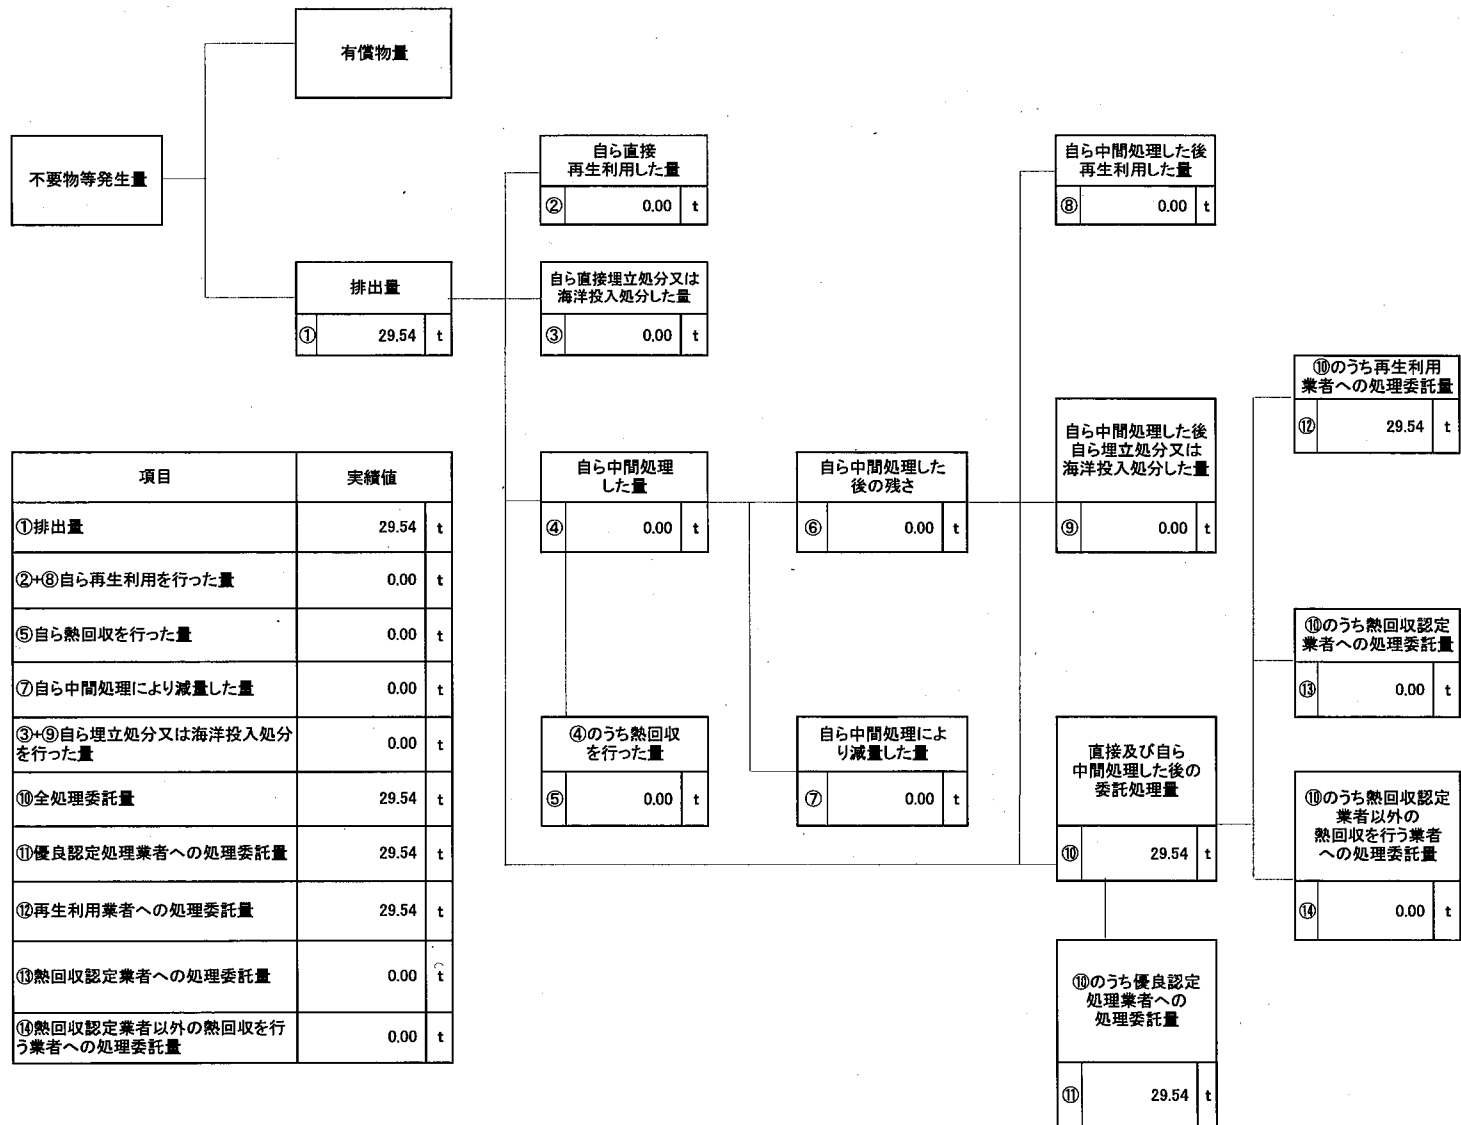 有償物量
不要物等発生量
排出量
① 29.54 t
自ら直接
再生利用した量
② 0.00 t
自ら直接埋立処分又は
海洋投入処分した量
③ 0.00 t
自ら中間処理
した量
④ 0.00 t
④のうち熱回収
を行った量
⑤ 0.00 t
自ら中間処理した
後の残さ
⑥ 0.00 t
自ら中間処理によ
り減量した量
⑦ 0.00 t
自ら中間処理した後
再生利用した量
⑧ 0.00 t
自ら中間処理した後
自ら埋立処分又は
海洋投入処分した量
⑨ 0.00 t
直接及び自ら
中間処理した後の
委託処理量
⑩ 29.54 t
⑩のうち優良認定
処理業者への
処理委託量
⑪ 29.54 t
⑩のうち再生利用
業者への処理委託量
⑫ 29.54 t
⑩のうち熱回収認定
業者への処理委託量
⑬ 0.00 t
⑩のうち熱回収認定
業者以外の
熱回収を行う業者
への処理委託量
⑭ 0.00 t
項目 実績値
①排出量 29.54 t
②+⑧自ら再生利用を行った量 0.00 t
⑤自ら熱回収を行った量 0.00 t
⑦自ら中間処理により減量した量 0.00 t
③+⑨自ら埋立処分又は海洋投入処分
を行った量 0.00 t
⑩全処理委託量 29.54 t
⑪優良認定処理業者への処理委託量 29.54 t
⑫再生利用業者への処理委託量 29.54 t
⑬熱回収認定業者への処理委託量 0.00 t
⑭熱回収認定業者以外の熱回収を行
う業者への処理委託量 0.00 t